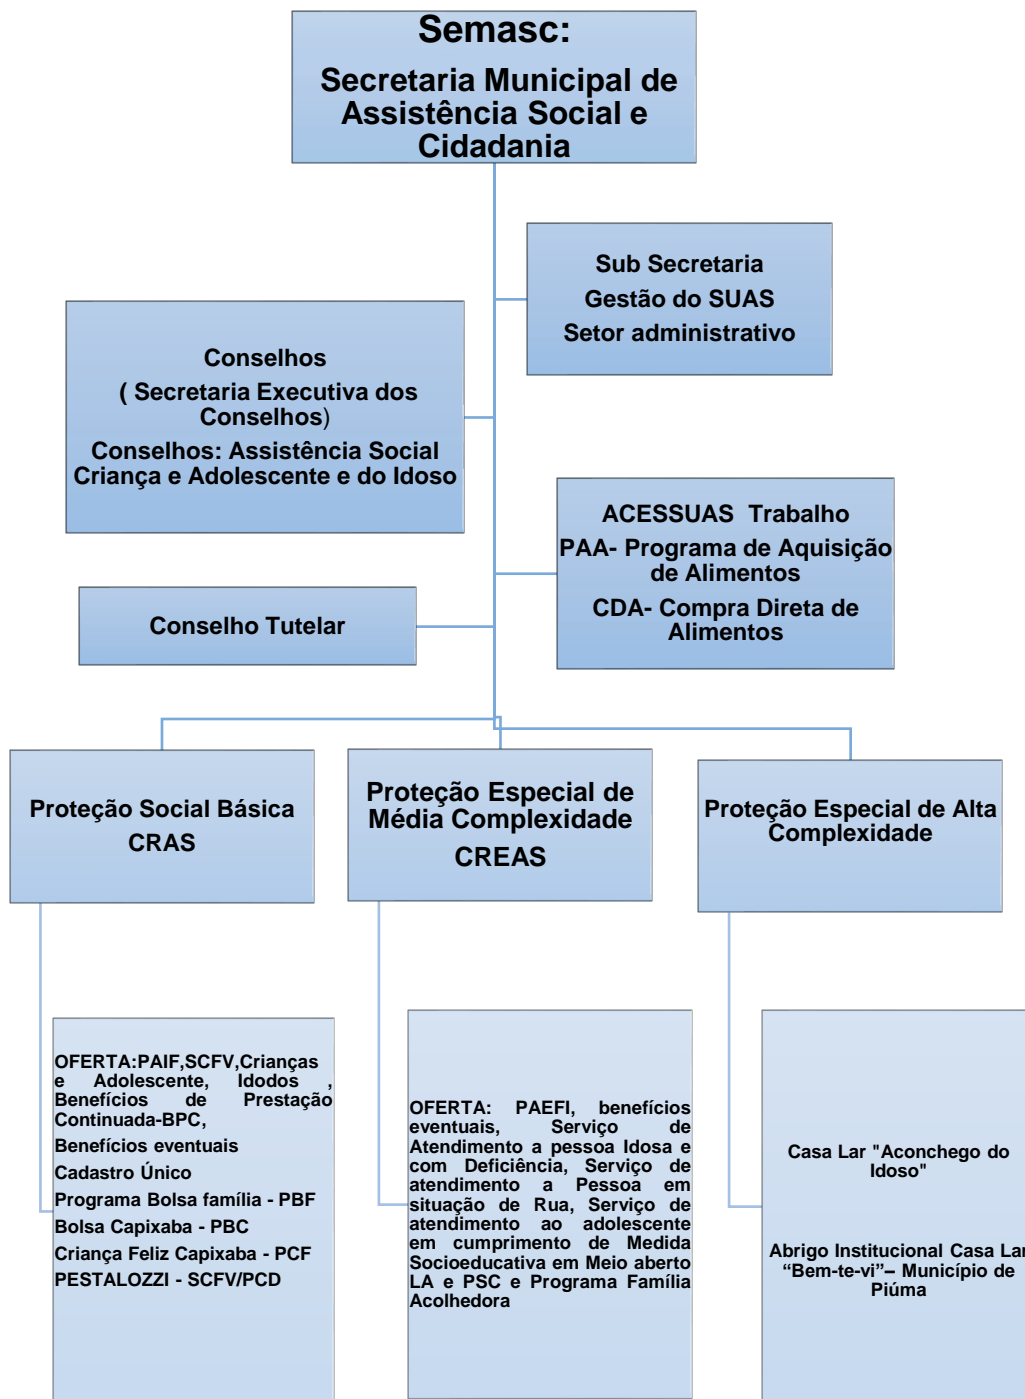 Semasc:
Secretaria Municipal de
Assistência Social e
Cidadania
Sub Secretaria
Gestão do SUAS
Setor administrativo
Conselhos
( Secretaria Executiva dos
Conselhos)
Conselhos: Assistência Social
Criança e Adolescente e do Idoso
ACESSUAS Trabalho
PAA- Programa de Aquisição
de Alimentos
CDA- Compra Direta de
Alimentos
Conselho Tutelar
Proteção Social Básica
CRAS
Proteção Especial de
Média Complexidade
CREAS
Proteção Especial de Alta
Complexidade
OFERTA:PAIF,SCFV,Crianças
e Adolescente, Idodos ,
Benefícios de Prestação
Continuada-BPC,
Benefícios eventuais
Cadastro Único
Programa Bolsa família - PBF
Bolsa Capixaba - PBC
Criança Feliz Capixaba - PCF
PESTALOZZI - SCFV/PCD
OFERTA: PAEFI, benefícios
eventuais, Serviço de
Atendimento a pessoa Idosa e
com Deficiência, Serviço de
atendimento a Pessoa em
situação de Rua, Serviço de
atendimento ao adolescente
em cumprimento de Medida
Socioeducativa em Meio aberto
LA e PSC e Programa Família
Acolhedora
Casa Lar "Aconchego do
Idoso"
Abrigo Institucional Casa Lar
“Bem-te-vi”– Município de
Piúma